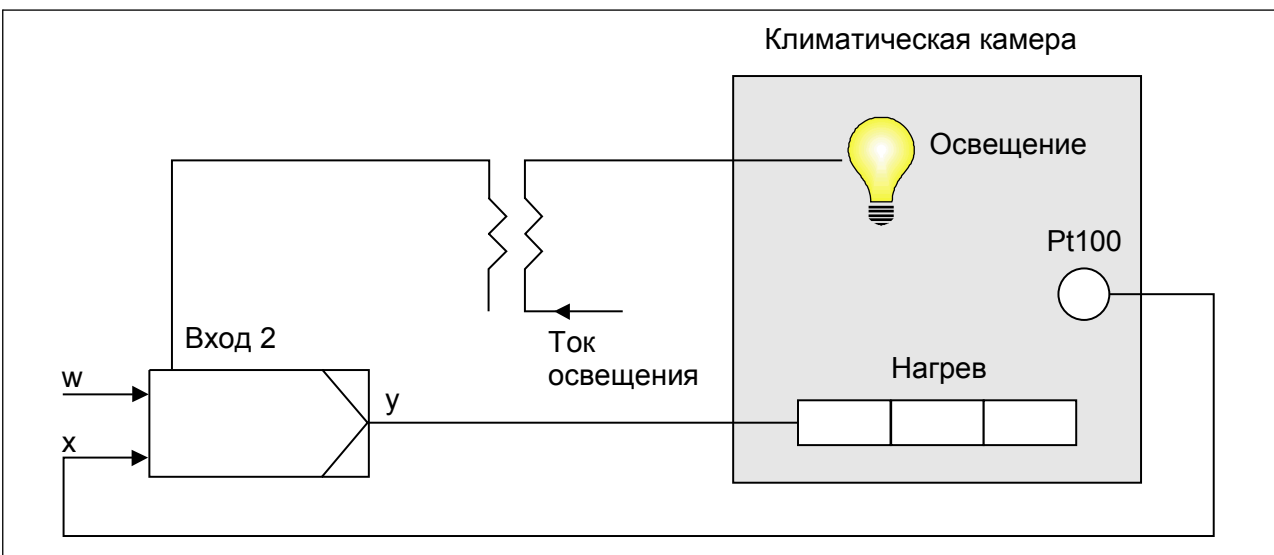 Климатическая камера
Освещение
Pt100
Вход 2
Ток
освещения
Нагрев
w
y
x